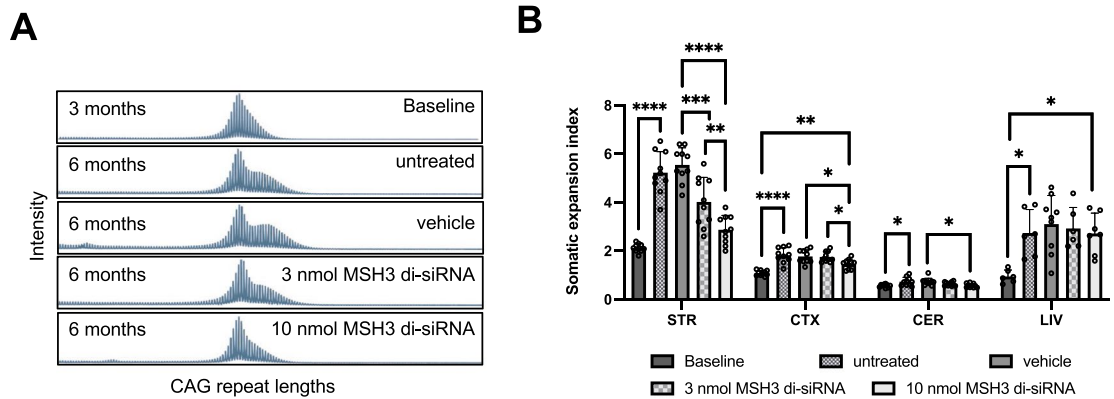 A
3 months Baseline
6 months untreated
6 months vehicle
6 months 3 nmol MSH3 di-siRNA
6 months 10 nmol MSH3 di-siRNA
Intensity
CAG repeat lengths
B
****
**** *** **
**
**** * *
* *
* *
Somatic expansion index
8
6
4
2
0
STR CTX CER LIV
Baseline untreated vehicle
3 nmol MSH3 di-siRNA 10 nmol MSH3 di-siRNA